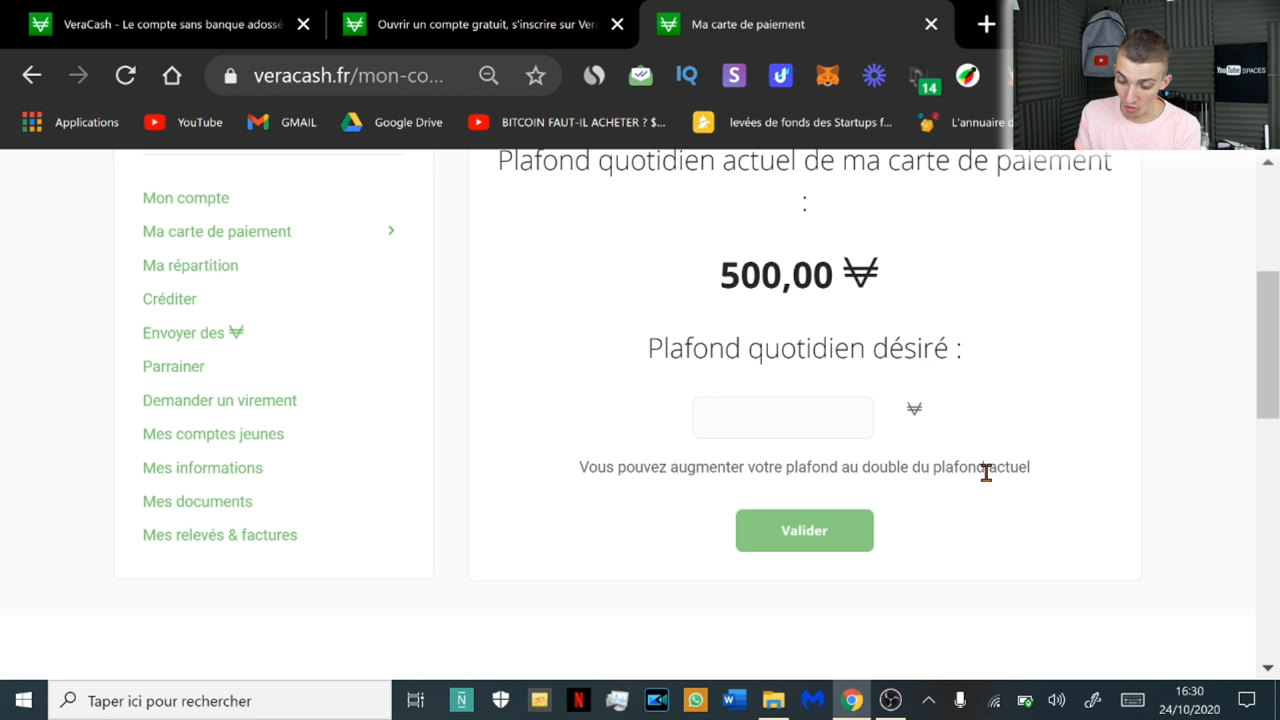 VeraCash - Le compte sans banque adossé
Ouvrir un compte gratuit, s'inscrire sur Ver
Ma carte de paiement
veracash.fr/mon-co...
14
YouTube SPACES
Applications
YouTube
GMAIL
Google Drive
BITCOIN FAUT-IL ACHETER ? $...
levées de fonds des Startups f...
L'annuaire d
Plafond quotidien actuel de ma carte de paiement
:
500,00
Plafond quotidien désiré :
Vous pouvez augmenter votre plafond au double du plafond actuel
Valider
Mon compte
Ma carte de paiement
Ma répartition
Créditer
Envoyer des
Parrainer
Demander un virement
Mes comptes jeunes
Mes informations
Mes documents
Mes relevés & factures
Taper ici pour rechercher
16:30
24/10/2020